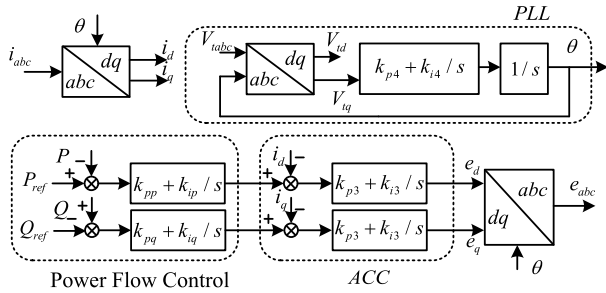 PLL
θ
i_abc
abc
dq
i_d
i_q
V_tabc
abc
dq
V_td
V_tq
k_p4 + k_i4 / s
1/s
θ
P −
P_ref +
k_pp + k_ip / s
i_d −
+
k_p3 + k_i3 / s
e_d
Q +
Q_ref −
k_pq + k_iq / s
i_q −
+
k_p3 + k_i3 / s
e_q
abc
dq
e_abc
θ
Power Flow Control
ACC